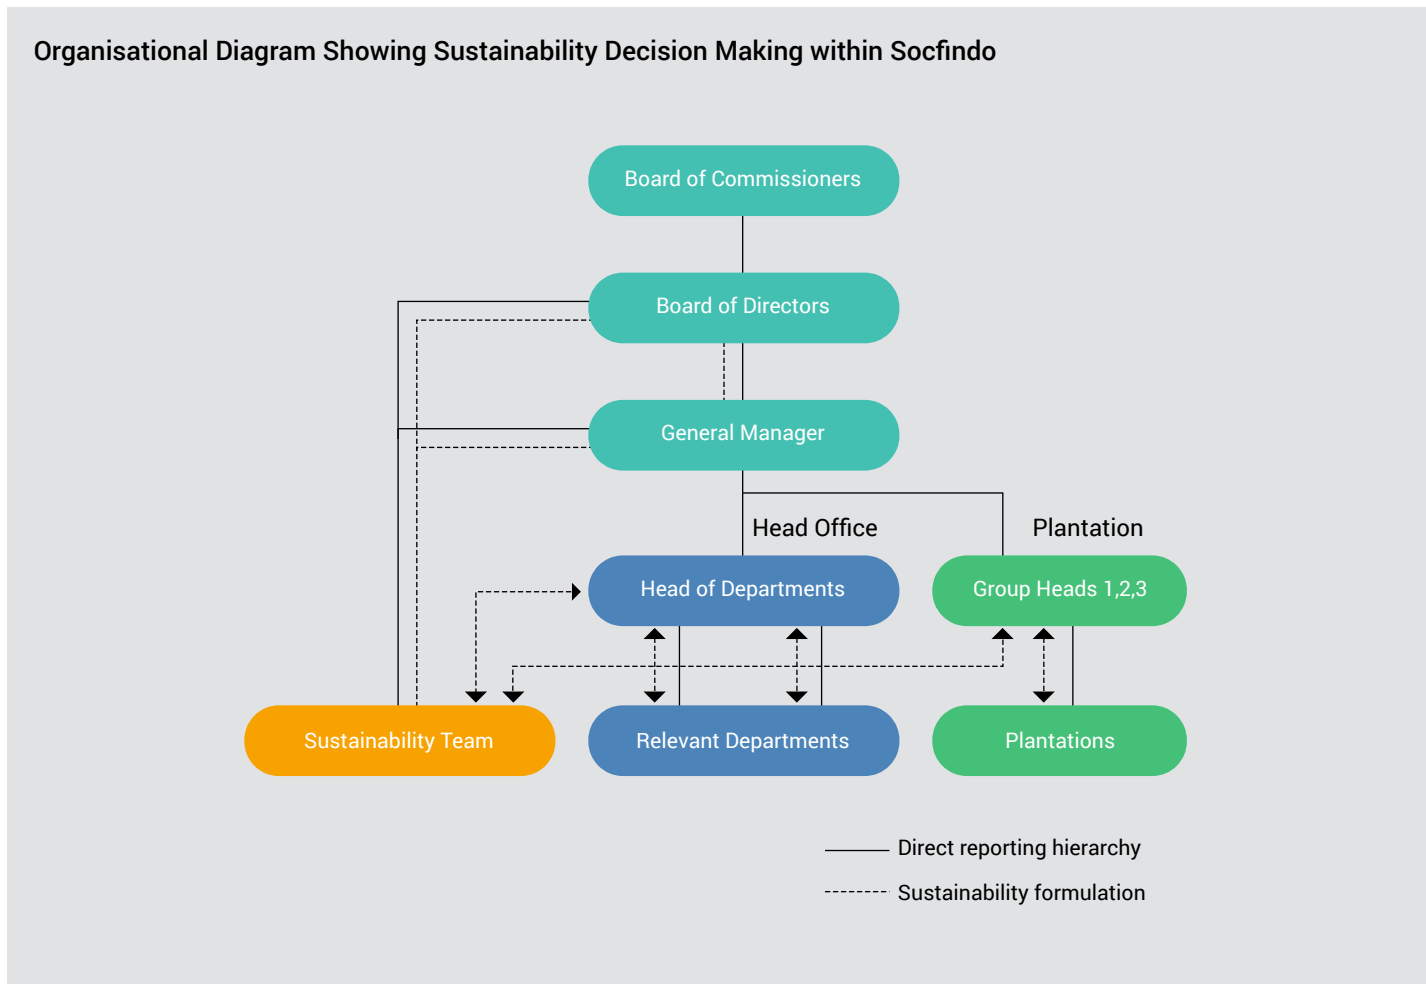 Organisational Diagram Showing Sustainability Decision Making within Socfindo
Board of Commissioners
Board of Directors
General Manager
Head Office
Plantation
Head of Departments
Group Heads 1,2,3
Sustainability Team
Relevant Departments
Plantations
Direct reporting hierarchy
Sustainability formulation